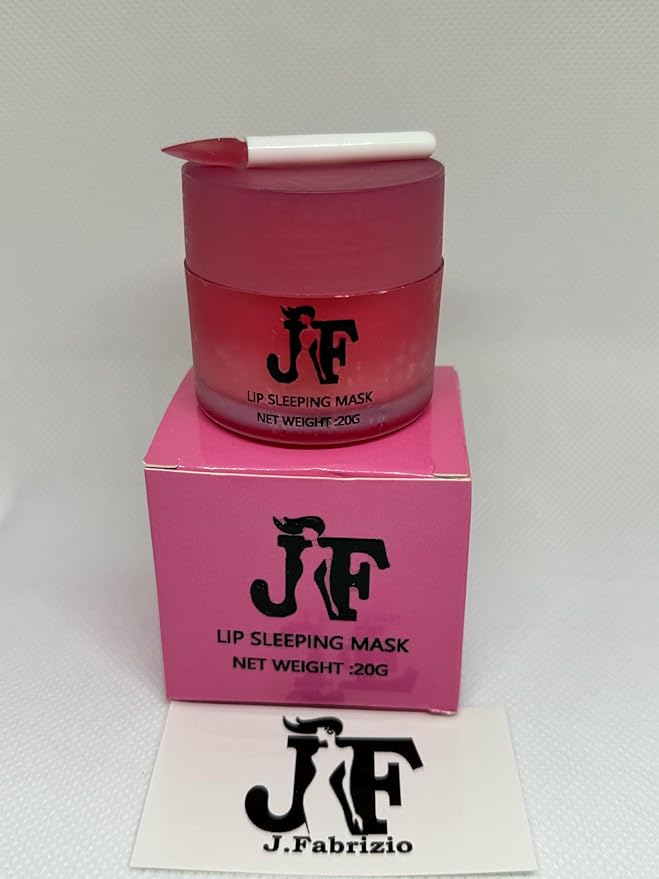 JF
LIP SLEEPING MASK
NET WEIGHT :20G
JF
LIP SLEEPING MASK
NET WEIGHT :20G
JF
J.Fabrizio